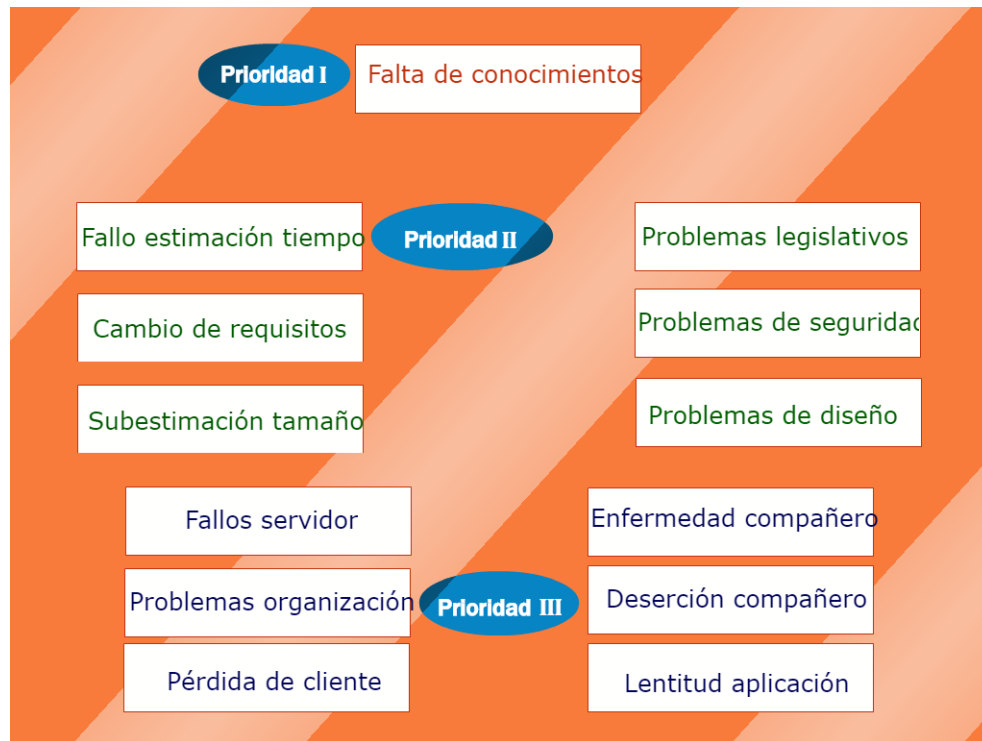 Prioridad I
Falta de conocimientos
Fallo estimación tiempo
Prioridad II
Problemas legislativos
Cambio de requisitos
Problemas de seguridad
Subestimación tamaño
Problemas de diseño
Fallos servidor
Enfermedad compañero
Problemas organización
Prioridad III
Deserción compañero
Pérdida de cliente
Lentitud aplicación